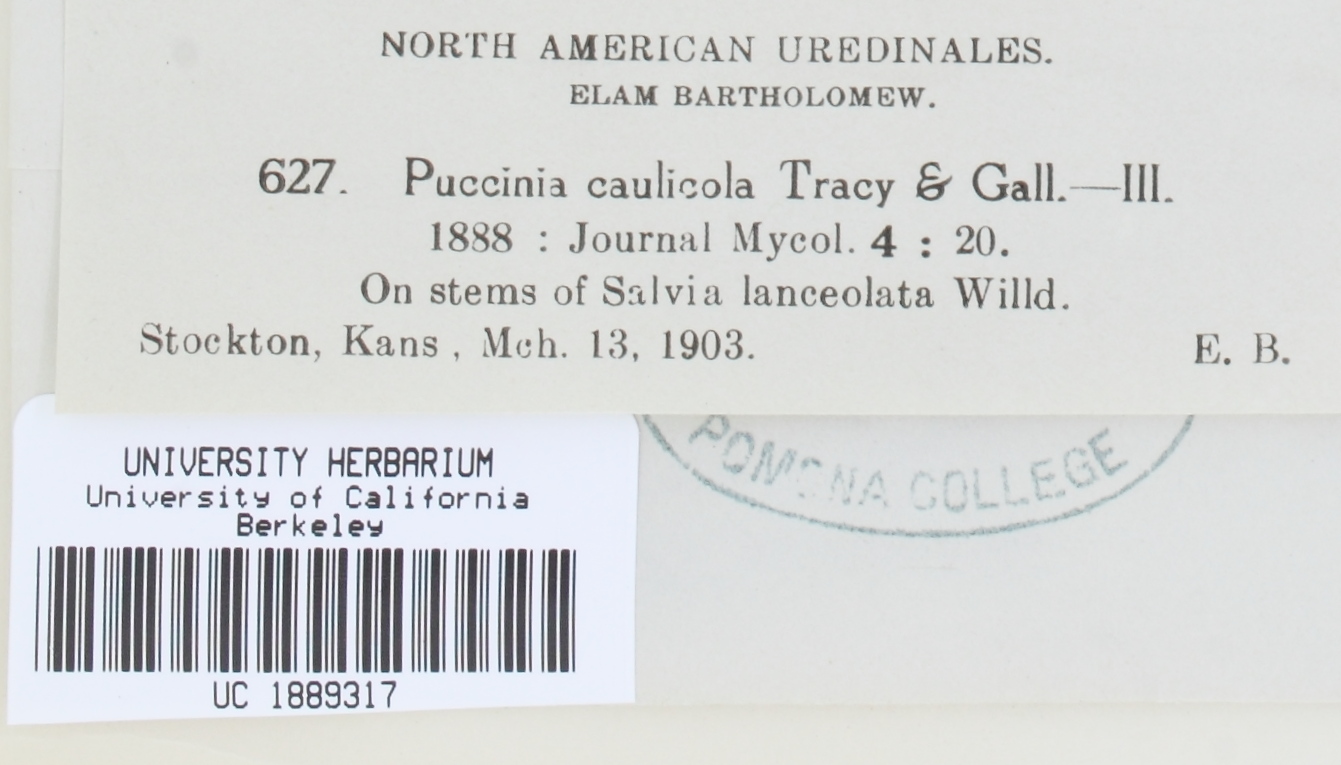 NORTH AMERICAN UREDINALES.
ELAM BARTHOLOMEW.
627. Puccinia caulicola Tracy & Gall.—III.
1888 : Journal Mycol. 4 : 20.
On stems of Salvia lanceolata Willd.
Stockton, Kans , Mch. 13, 1903. E. B.
POMONA COLLEGE
UNIVERSITY HERBARIUM
University of California
Berkeley
UC 1889317